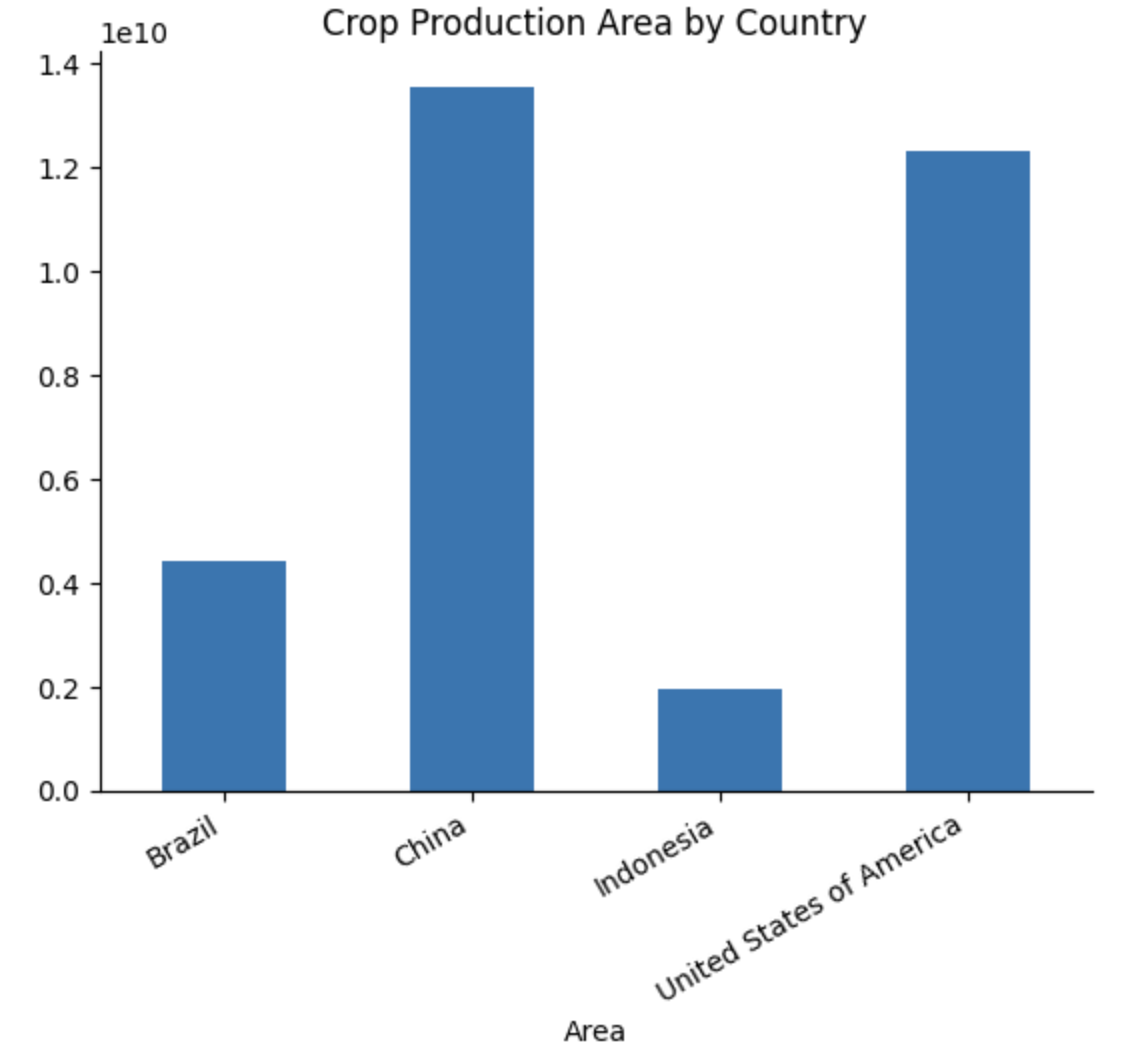 Crop Production Area by Country
1e10
1.4
1.2
1.0
0.8
0.6
0.4
0.2
0.0
Brazil
China
Indonesia
United States of America
Area